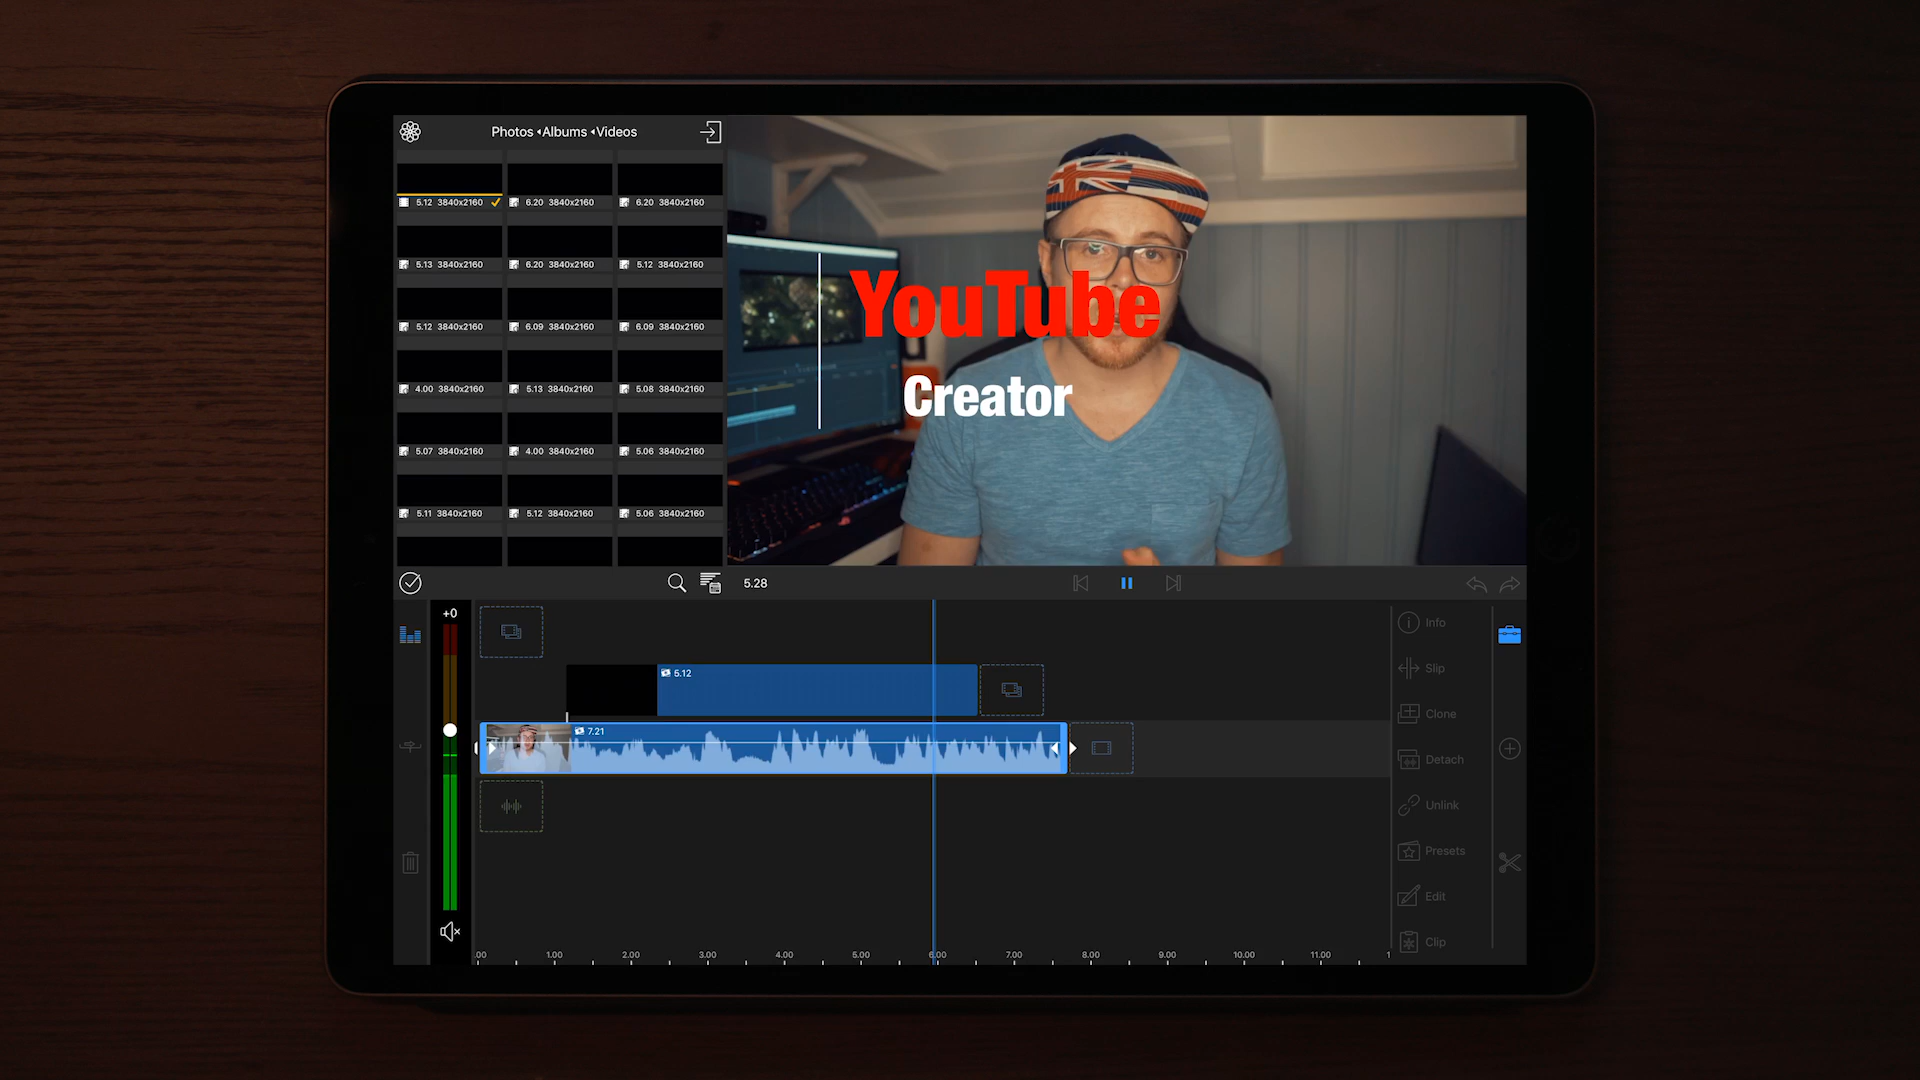 Photos ◂Albums ◂Videos
5.12 3840x2160
6.20 3840x2160
6.20 3840x2160
5.13 3840x2160
6.20 3840x2160
5.12 3840x2160
5.12 3840x2160
6.09 3840x2160
6.09 3840x2160
4.00 3840x2160
5.13 3840x2160
5.08 3840x2160
5.07 3840x2160
4.00 3840x2160
5.06 3840x2160
5.11 3840x2160
5.12 3840x2160
5.06 3840x2160
YouTube
Creator
5.28
+0
5.12
7.21
Info
Slip
Clone
Detach
Unlink
Presets
Edit
Clip
.00 1.00 2.00 3.00 4.00 5.00 6.00 7.00 8.00 9.00 10.00 11.00 1